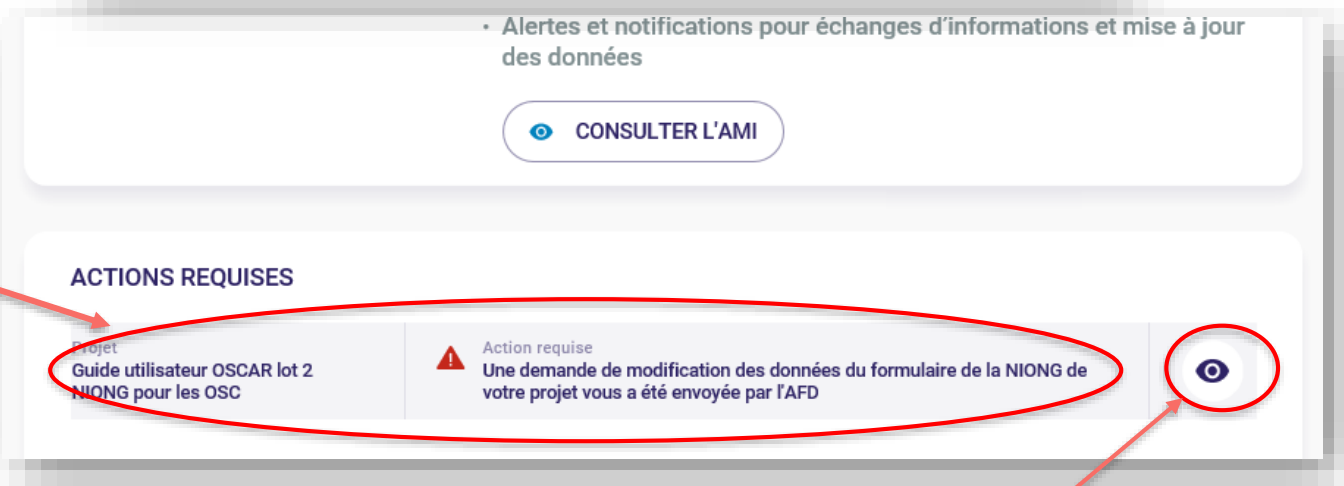 • Alertes et notifications pour échanges d'informations et mise à jour
des données
CONSULTER L'AMI
ACTIONS REQUISES
Projet
Guide utilisateur OSCAR lot 2
NIONG pour les OSC
Action requise
Une demande de modification des données du formulaire de la NIONG de
votre projet vous a été envoyée par l'AFD